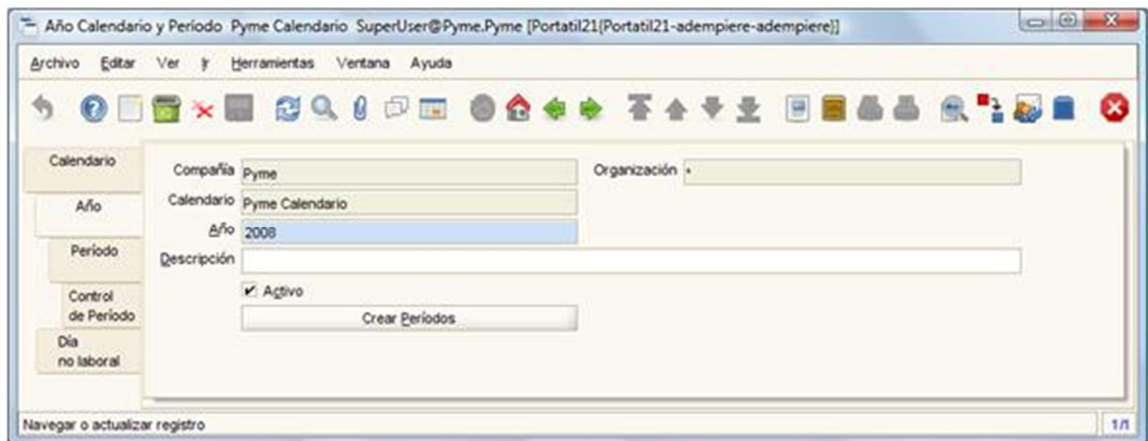 Año Calendario y Período Pyme Calendario SuperUser@Pyme.Pyme [Portatil21{Portatil21-adempiere-adempiere}]
Archivo Editar Ver Ir Herramientas Ventana Ayuda
Calendario
Año
Período
Control
de Período
Día
no laboral
Compañía Pyme Organización *
Calendario Pyme Calendario
Año 2008
Descripción
Activo
Crear Períodos
Navegar o actualizar registro 1/1